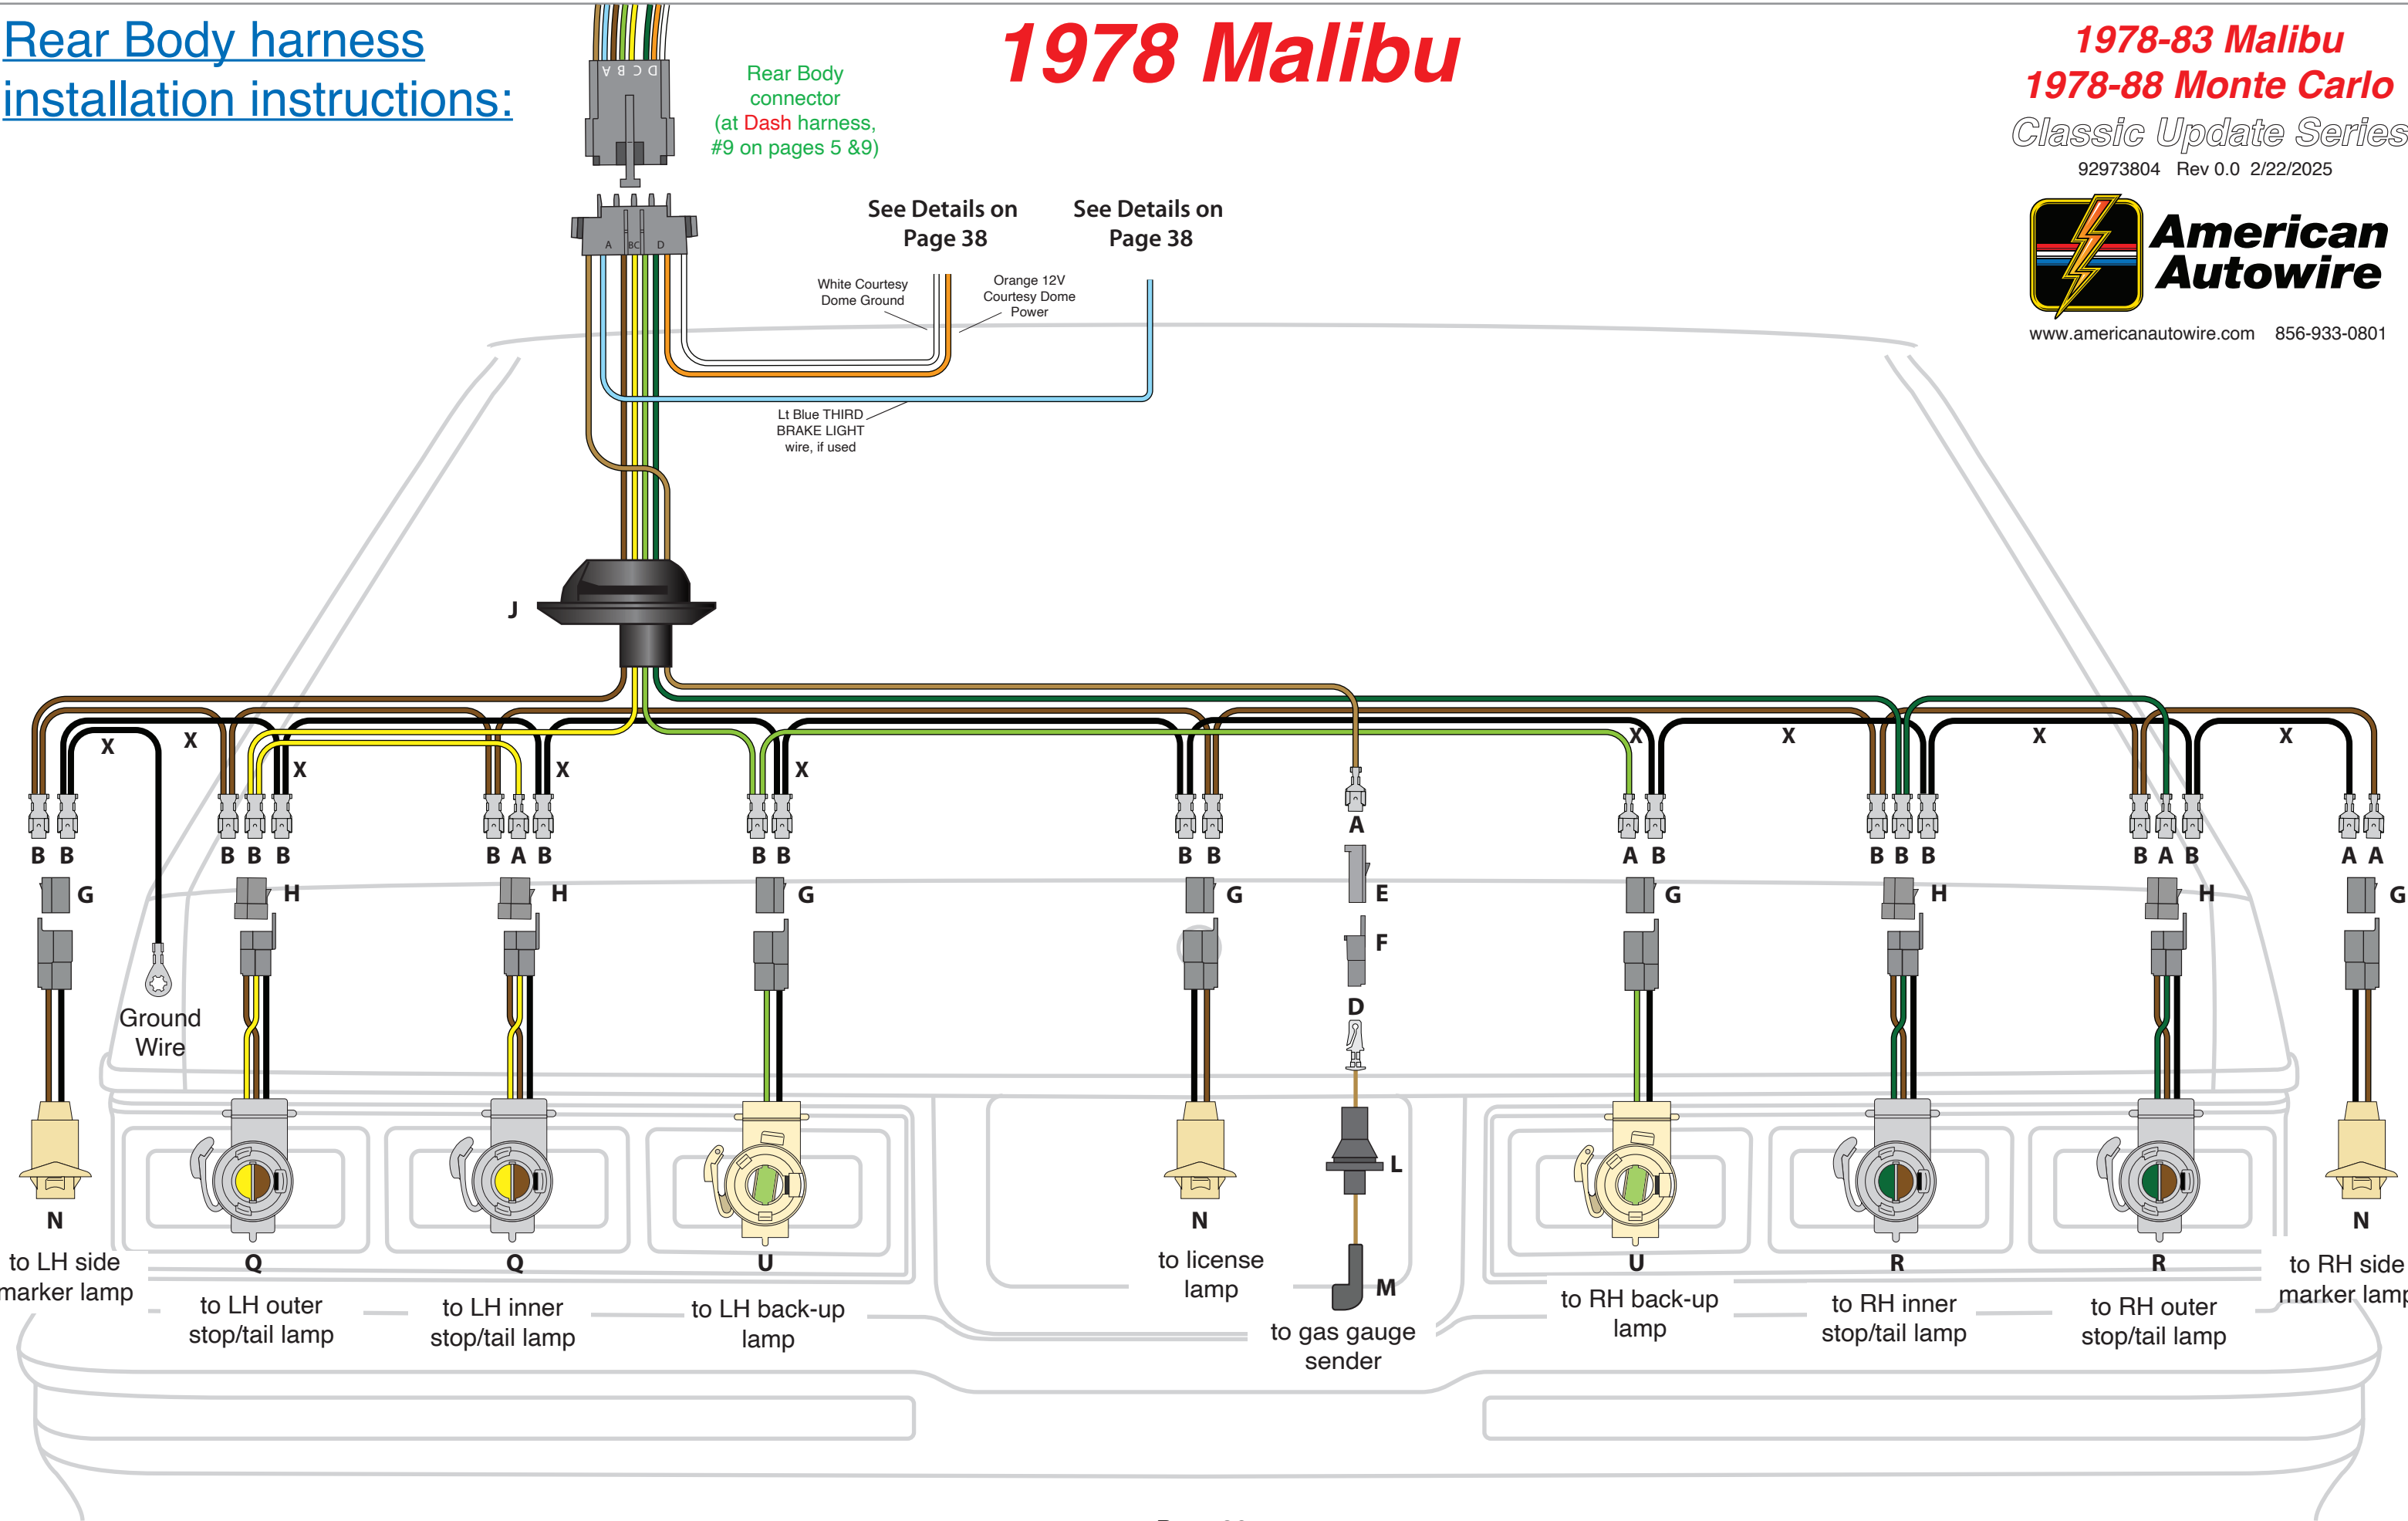 Rear Body harness
installation instructions:
A B C D
Rear Body
connector
(at Dash harness,
#9 on pages 5 &9)
1978 Malibu
1978-83 Malibu
1978-88 Monte Carlo
Classic Update Series
92973804 Rev 0.0 2/22/2025
American
Autowire
www.americanautowire.com 856-933-0801
See Details on
Page 38
See Details on
Page 38
A BC D
White Courtesy
Dome Ground
Orange 12V
Courtesy Dome
Power
Lt Blue THIRD
BRAKE LIGHT
wire, if used
J
X X X X X X X X X
A
B B B B B B A B B B B B A B B B B B A B A A
G H H G G E G H H G
F
D
Ground
Wire
L
N Q Q U N M U R R N
to LH side
marker lamp
to LH outer
stop/tail lamp
to LH inner
stop/tail lamp
to LH back-up
lamp
to license
lamp
to gas gauge
sender
to RH back-up
lamp
to RH inner
stop/tail lamp
to RH outer
stop/tail lamp
to RH side
marker lamp